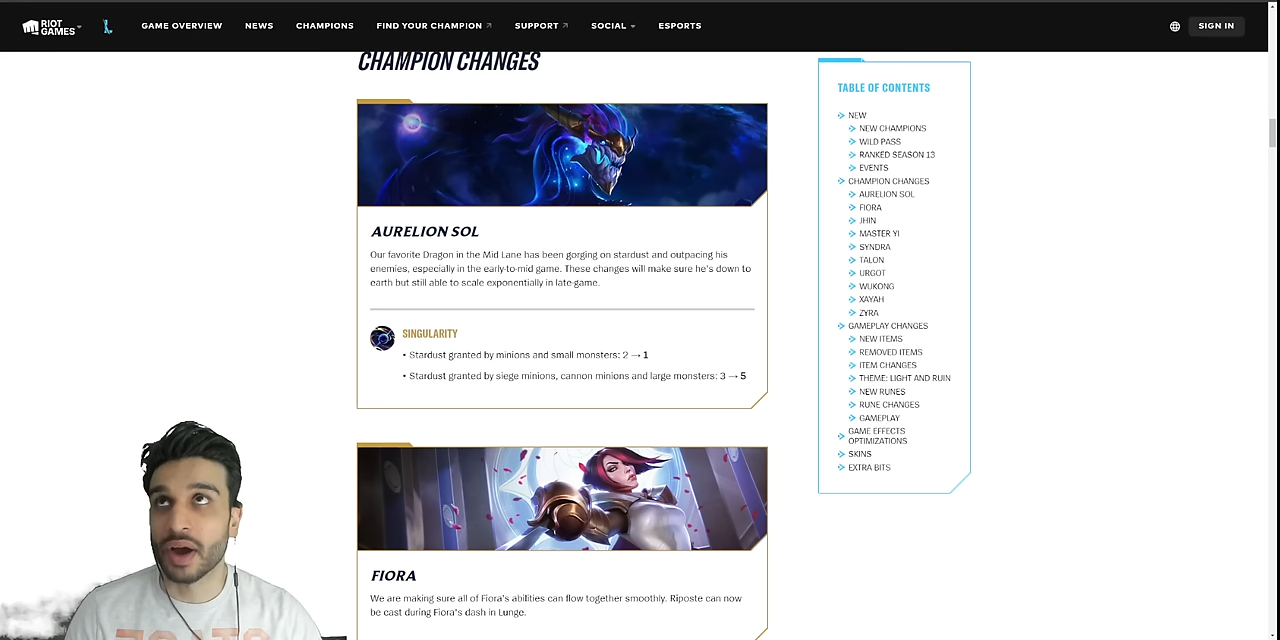 RIOT GAMES
GAME OVERVIEW
NEWS
CHAMPIONS
FIND YOUR CHAMPION
SUPPORT
SOCIAL
ESPORTS
SIGN IN
CHAMPION CHANGES
AURELION SOL
Our favorite Dragon in the Mid Lane has been gorging on stardust and outpacing his
enemies, especially in the early-to-mid game. These changes will make sure he's down to
earth but still able to scale exponentially in late-game.
SINGULARITY
• Stardust granted by minions and small monsters: 2 → 1
• Stardust granted by siege minions, cannon minions and large monsters: 3 → 5
FIORA
We are making sure all of Fiora's abilities can flow together smoothly. Riposte can now
be cast during Fiora's dash in Lunge.
TABLE OF CONTENTS
NEW
NEW CHAMPIONS
WILD PASS
RANKED SEASON 13
EVENTS
CHAMPION CHANGES
AURELION SOL
FIORA
JHIN
MASTER YI
SYNDRA
TALON
URGOT
WUKONG
XAYAH
ZYRA
GAMEPLAY CHANGES
NEW ITEMS
REMOVED ITEMS
ITEM CHANGES
THEME: LIGHT AND RUIN
NEW RUNES
RUNE CHANGES
GAMEPLAY
GAME EFFECTS
OPTIMIZATIONS
SKINS
EXTRA BITS